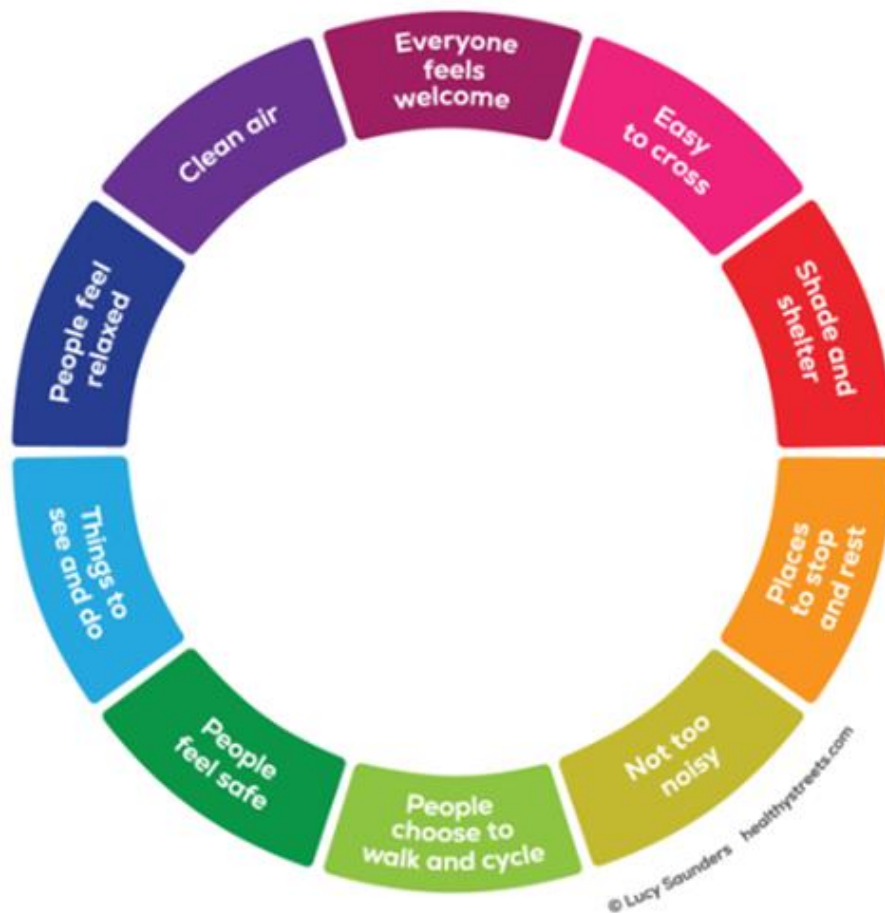 Everyone
feels
welcome
Easy
to cross
Shade and
shelter
Places
to stop
and rest
Not too
noisy
People
choose to
walk and cycle
People
feel safe
Things to
see and do
People feel
relaxed
Clean air
© Lucy Saunders healthystreets.com